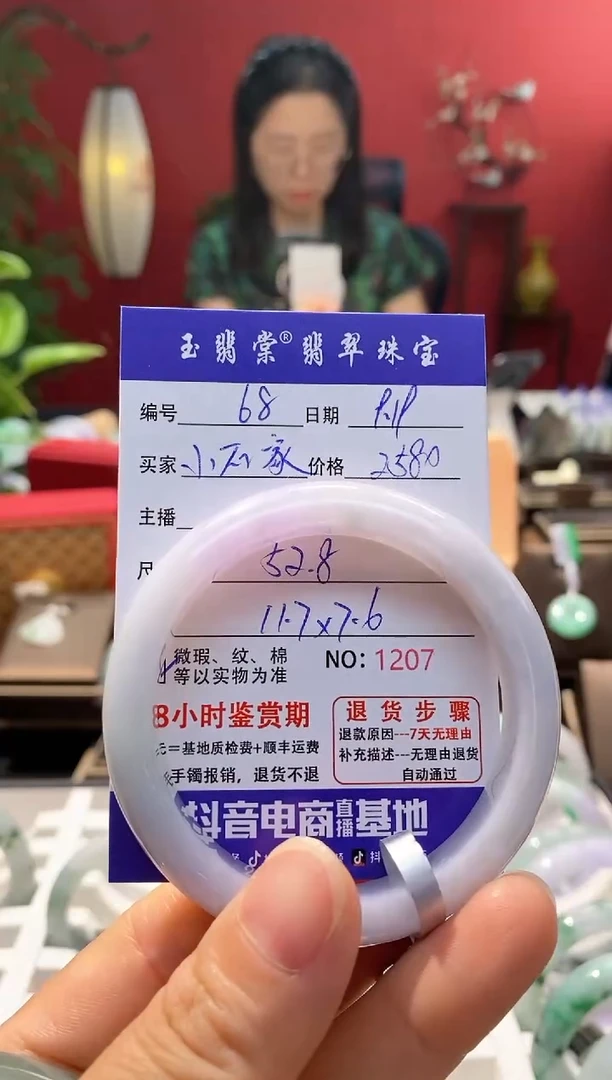 玉翡棠® 翡翠珠宝
编号 68 日期
买家 小石家 价格 2580
主播
尺 52.8
11.7×7.6
微瑕、纹、棉 NO: 1207
等以实物为准
8小时鉴赏期 退货步骤
元=基地质检费+顺丰运费 退款原因---7天无理由
手镯报销，退货不退 补充描述---无理由退货
自动通过
抖音电商直播基地
抖